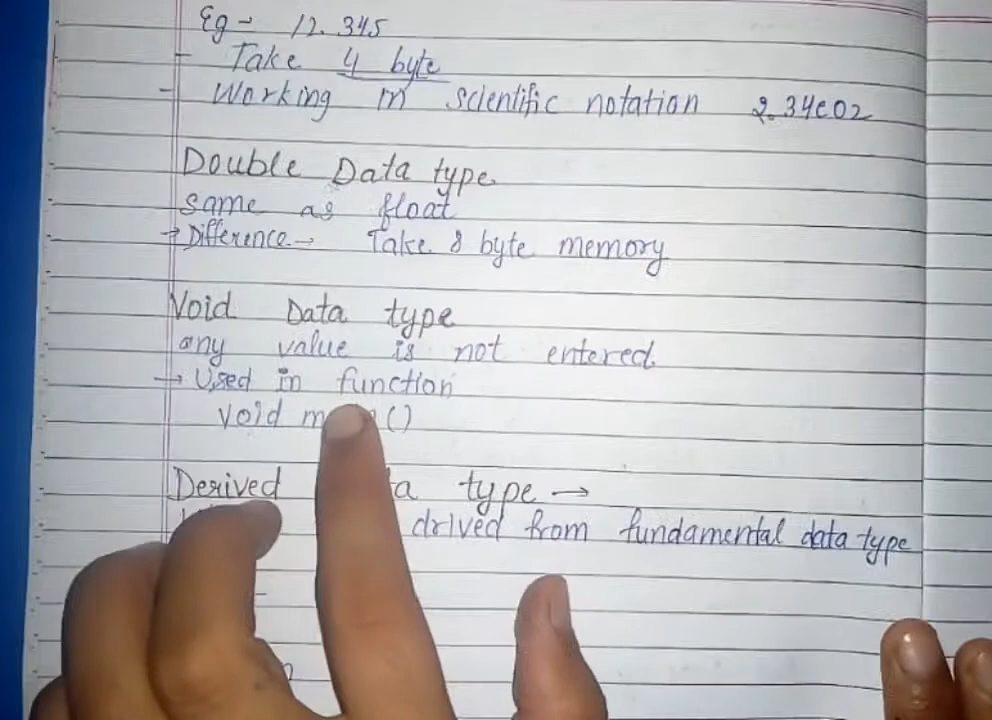 Eg - 12.345
- Take 4 byte
- Working in scientific notation 2.34e02
Double Data type
same as float
→ Difference → Take 8 byte memory
Void Data type
any value is not entered.
→ Used in function
Void ()
Derived type →
drived from fundamental data type